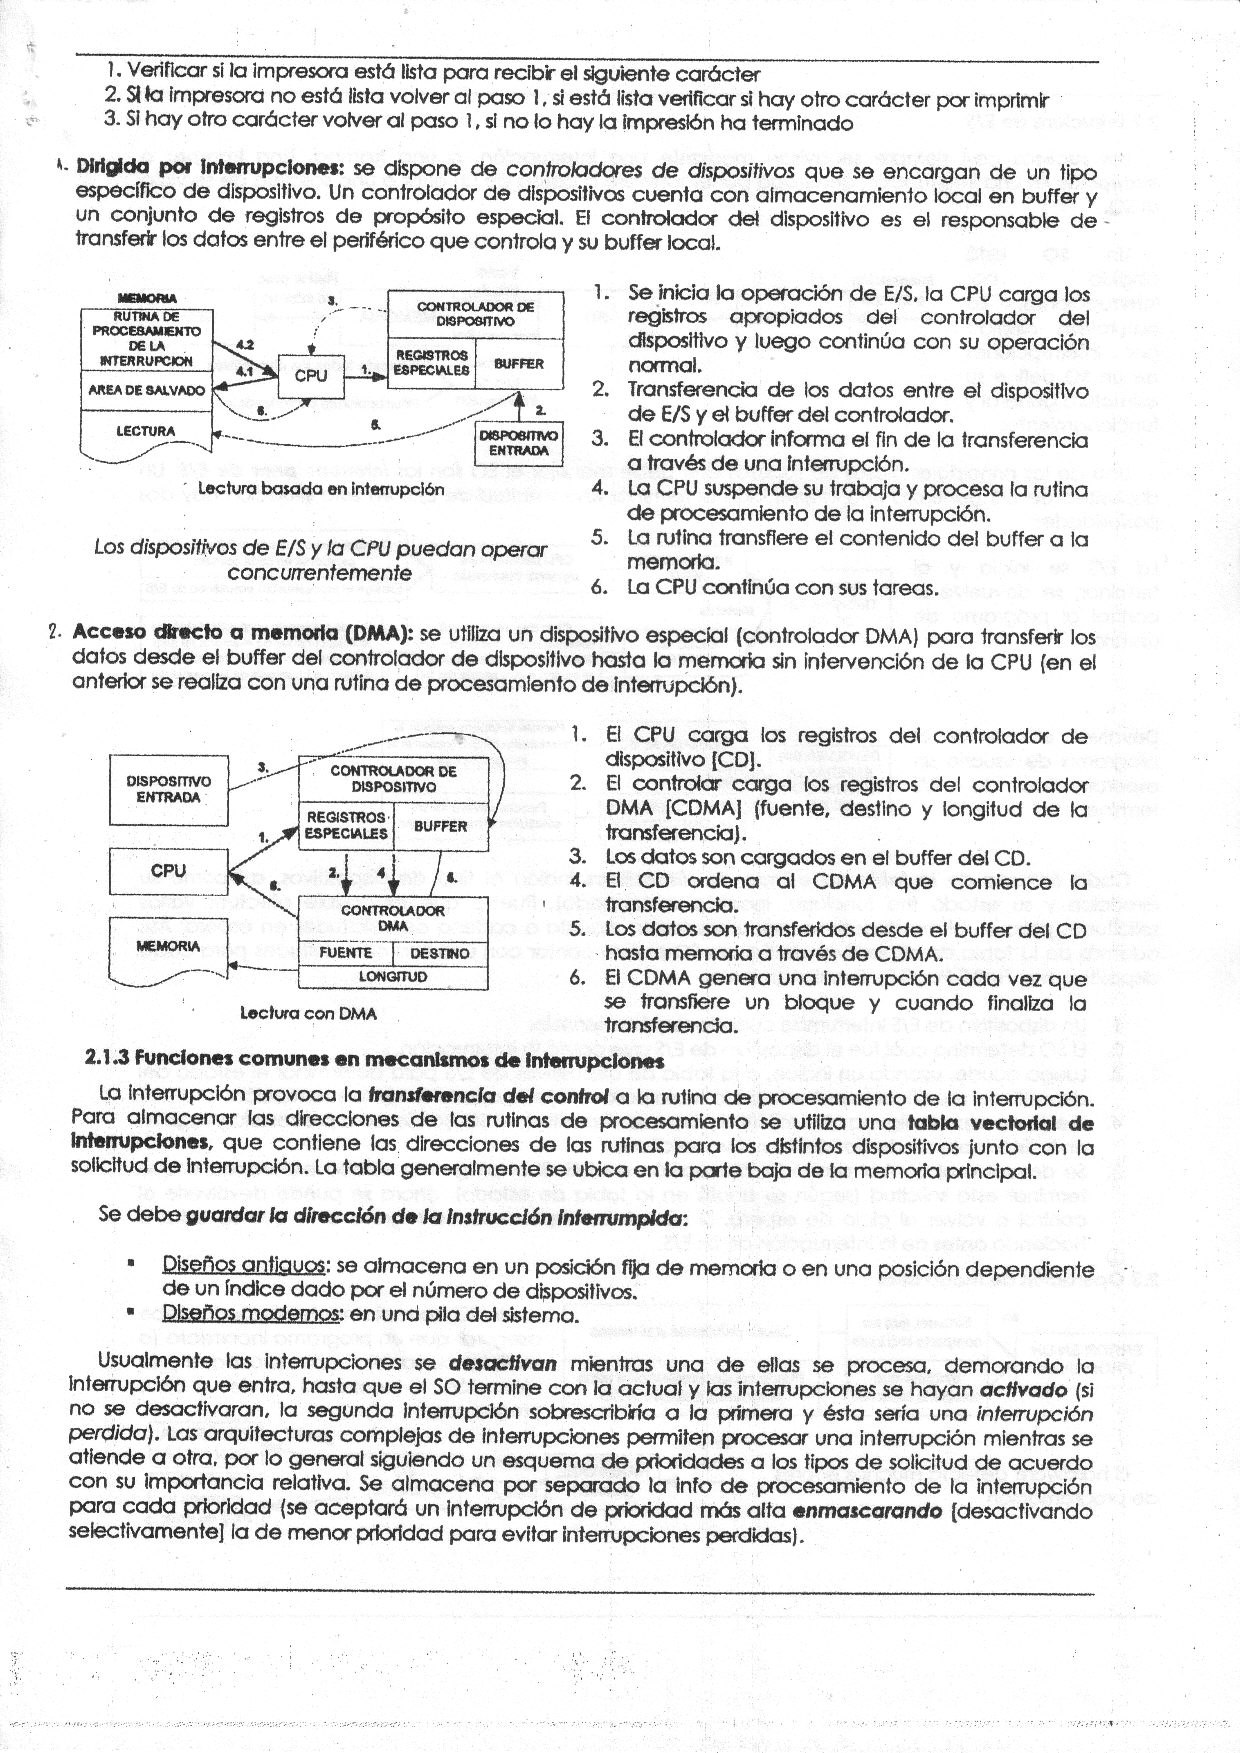 1. Verificar si la impresora está lista para recibir el siguiente carácter
2. Si la impresora no está lista volver al paso 1, si está lista verificar si hay otro carácter por imprimir
3. Si hay otro carácter volver al paso 1, si no lo hay la impresión ha terminado
1. Dirigida por Interrupciones: se dispone de controladores de dispositivos que se encargan de un tipo
específico de dispositivo. Un controlador de dispositivos cuenta con almacenamiento local en buffer y
un conjunto de registros de propósito especial. El controlador del dispositivo es el responsable de
transferir los datos entre el periférico que controla y su buffer local.
MEMORIA
RUTINA DE
PROCESAMIENTO
DE LA
INTERRUPCION
AREA DE SALVADO
LECTURA
4.2
4.1
6.
CPU
3.
1.
CONTROLADOR DE
DISPOSITIVO
REGISTROS
ESPECIALES
BUFFER
5.
2.
DISPOSITIVO
ENTRADA
Lectura basada en interrupción
Los dispositivos de E/S y la CPU puedan operar
concurrentemente
1. Se inicia la operación de E/S, la CPU carga los
registros apropiados del controlador del
dispositivo y luego continúa con su operación
normal.
2. Transferencia de los datos entre el dispositivo
de E/S y el buffer del controlador.
3. El controlador informa el fin de la transferencia
a través de una interrupción.
4. La CPU suspende su trabaja y procesa la rutina
de procesamiento de la interrupción.
5. La rutina transfiere el contenido del buffer a la
memoria.
6. La CPU continúa con sus tareas.
2. Acceso directo a memoria (DMA): se utiliza un dispositivo especial (controlador DMA) para transferir los
datos desde el buffer del controlador de dispositivo hasta la memoria sin intervención de la CPU (en el
anterior se realiza con una rutina de procesamiento de interrupción).
DISPOSITIVO
ENTRADA
3.
CONTROLADOR DE
DISPOSITIVO
REGISTROS
ESPECIALES
BUFFER
1.
CPU
6.
2.
4
CONTROLADOR
DMA
FUENTE
DESTINO
LONGITUD
MEMORIA
Lectura con DMA
1. El CPU carga los registros del controlador de
dispositivo [CD].
2. El controlar carga los registros del controlador
DMA [CDMA] (fuente, destino y longitud de la
transferencia).
3. Los datos son cargados en el buffer del CD.
4. El CD ordena al CDMA que comience la
transferencia.
5. Los datos son transferidos desde el buffer del CD
hasta memoria a través de CDMA.
6. El CDMA genera una interrupción cada vez que
se transfiere un bloque y cuando finaliza la
transferencia.
2.1.3 Funciones comunes en mecanismos de Interrupciones
La interrupción provoca la transferencia del control a la rutina de procesamiento de la interrupción.
Para almacenar las direcciones de las rutinas de procesamiento se utiliza una tabla vectorial de
Interrupciones, que contiene las direcciones de las rutinas para los distintos dispositivos junto con la
solicitud de interrupción. La tabla generalmente se ubica en la parte baja de la memoria principal.
Se debe guardar la dirección de la instrucción interrumpida:
▪ Diseños antiguos: se almacena en un posición fija de memoria o en una posición dependiente
de un índice dado por el número de dispositivos.
▪ Diseños modernos: en una pila del sistema.
Usualmente las interrupciones se desactivan mientras una de ellas se procesa, demorando la
interrupción que entra, hasta que el SO termine con la actual y las interrupciones se hayan activado (si
no se desactivaran, la segunda interrupción sobrescribiría a la primera y ésta sería una interrupción
perdida). Las arquitecturas complejas de interrupciones permiten procesar una interrupción mientras se
atiende a otra, por lo general siguiendo un esquema de prioridades a los tipos de solicitud de acuerdo
con su importancia relativa. Se almacena por separado la info de procesamiento de la interrupción
para cada prioridad (se aceptará un interrupción de prioridad más alta enmascarando [desactivando
selectivamente] la de menor prioridad para evitar interrupciones perdidas).